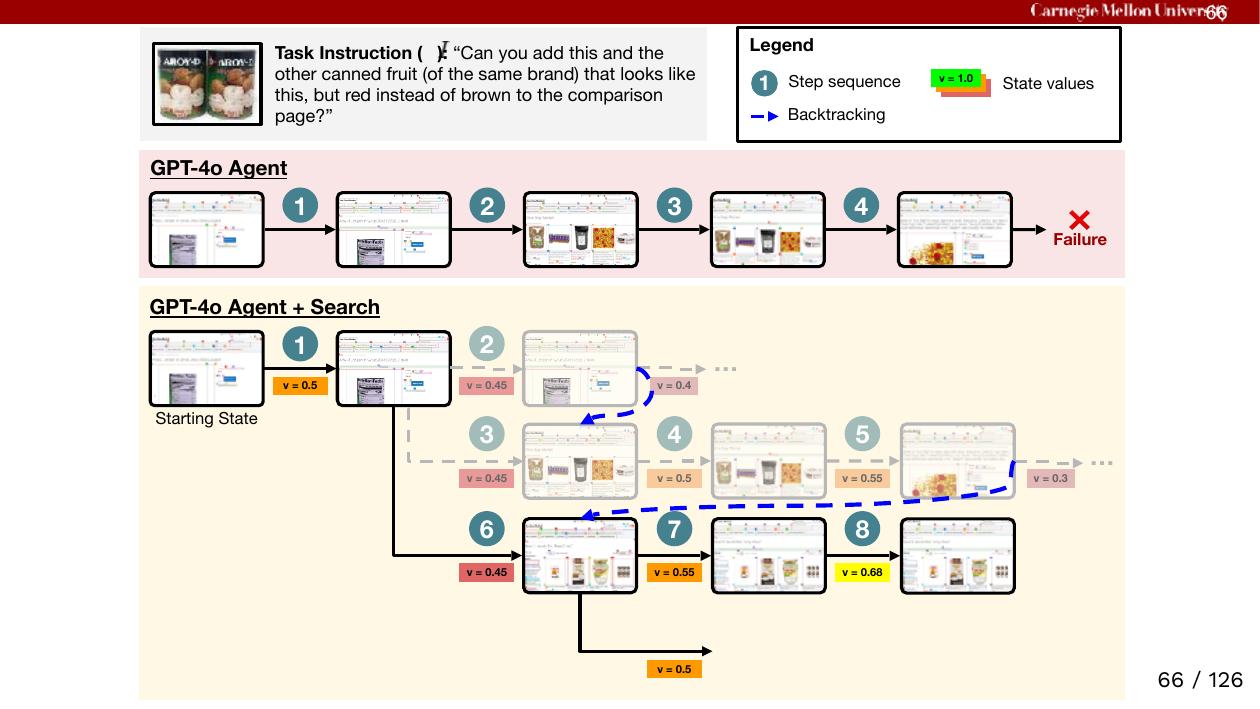 Carnegie Mellon University
66
AROY-D
AROY-D
Task Instruction ( ): “Can you add this and the
other canned fruit (of the same brand) that looks like
this, but red instead of brown to the comparison
page?”
Legend
1 Step sequence
v = 1.0 State values
Backtracking
GPT-4o Agent
1 2 3 4
Failure
GPT-4o Agent + Search
1 2
v = 0.5 v = 0.45 v = 0.4 ...
Starting State
3 4 5
v = 0.45 v = 0.5 v = 0.55 v = 0.3 ...
6 7 8
v = 0.45 v = 0.55 v = 0.68
v = 0.5
66 / 126